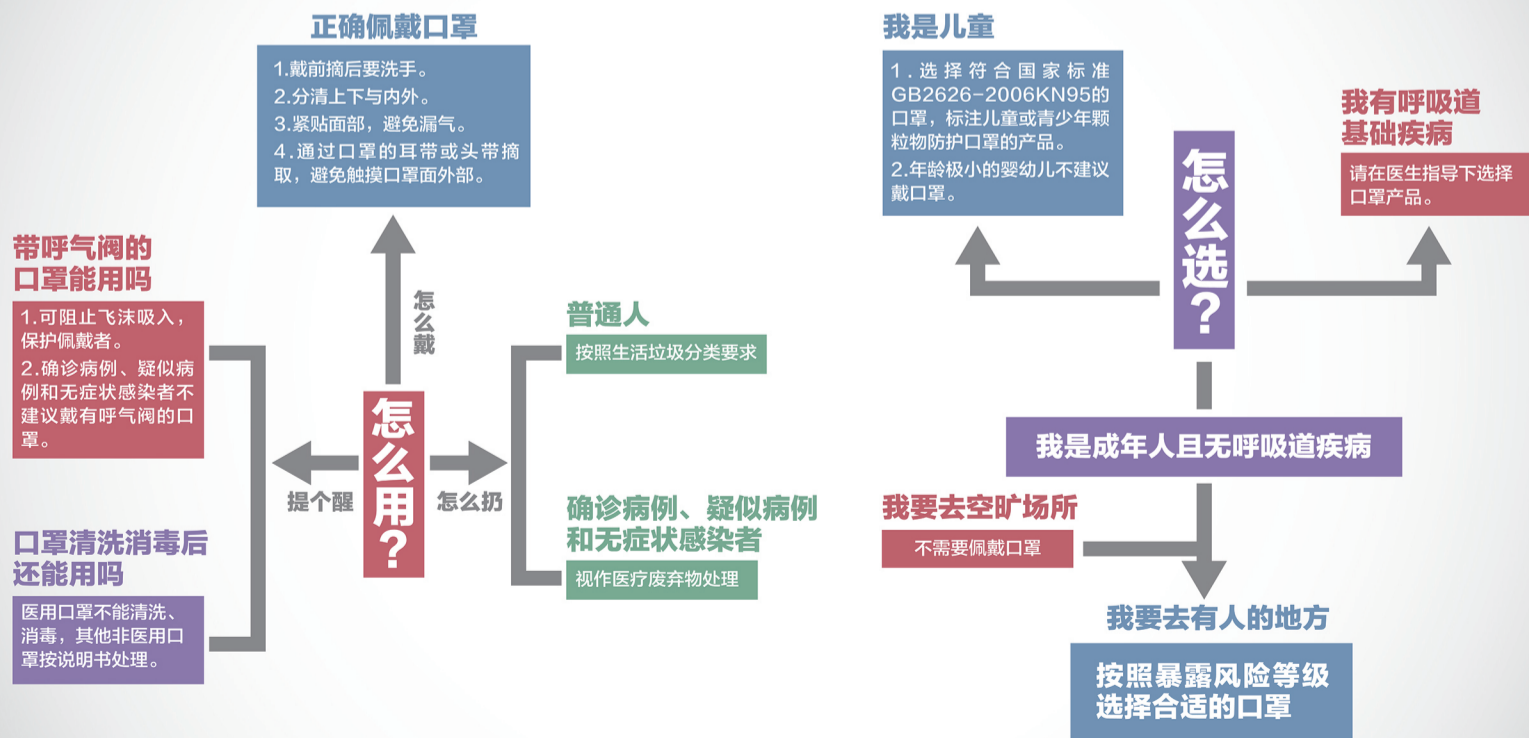 正确佩戴口罩
1.戴前摘后要洗手。
2.分清上下与内外。
3.紧贴面部，避免漏气。
4.通过口罩的耳带或头带摘
取，避免触摸口罩面外部。
带呼气阀的
口罩能用吗
1.可阻止飞沫吸入，
保护佩戴者。
2.确诊病例、疑似病
例和无症状感染者不
建议戴有呼气阀的口
罩。
怎么戴
怎么用？
提个醒
怎么扔
普通人
按照生活垃圾分类要求
确诊病例、疑似病例
和无症状感染者
视作医疗废弃物处理
口罩清洗消毒后
还能用吗
医用口罩不能清洗、
消毒，其他非医用口
罩按说明书处理。
我是儿童
1.选择符合国家标准
GB2626-2006KN95的
口罩，标注儿童或青少年颗
粒物防护口罩的产品。
2.年龄极小的婴幼儿不建议
戴口罩。
怎么选？
我有呼吸道
基础疾病
请在医生指导下选择
口罩产品。
我是成年人且无呼吸道疾病
我要去空旷场所
不需要佩戴口罩
我要去有人的地方
按照暴露风险等级
选择合适的口罩